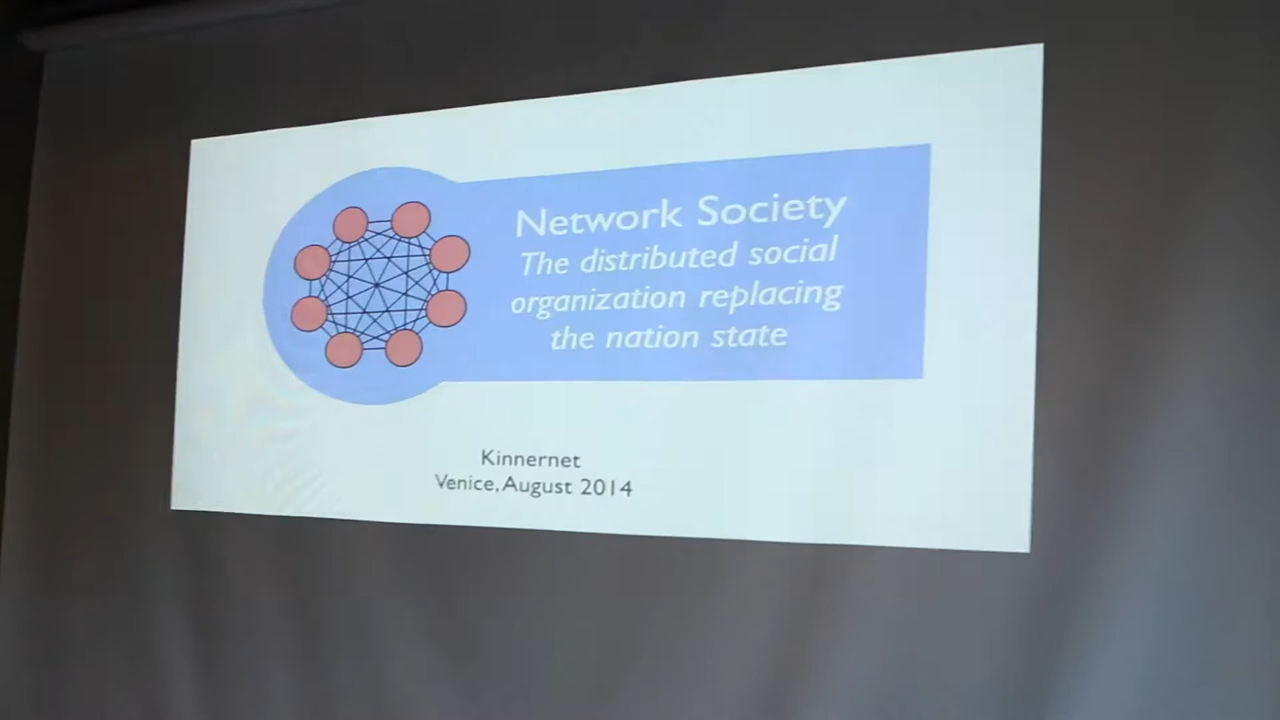 Network Society
The distributed social
organization replacing
the nation state
Kinnernet
Venice, August 2014